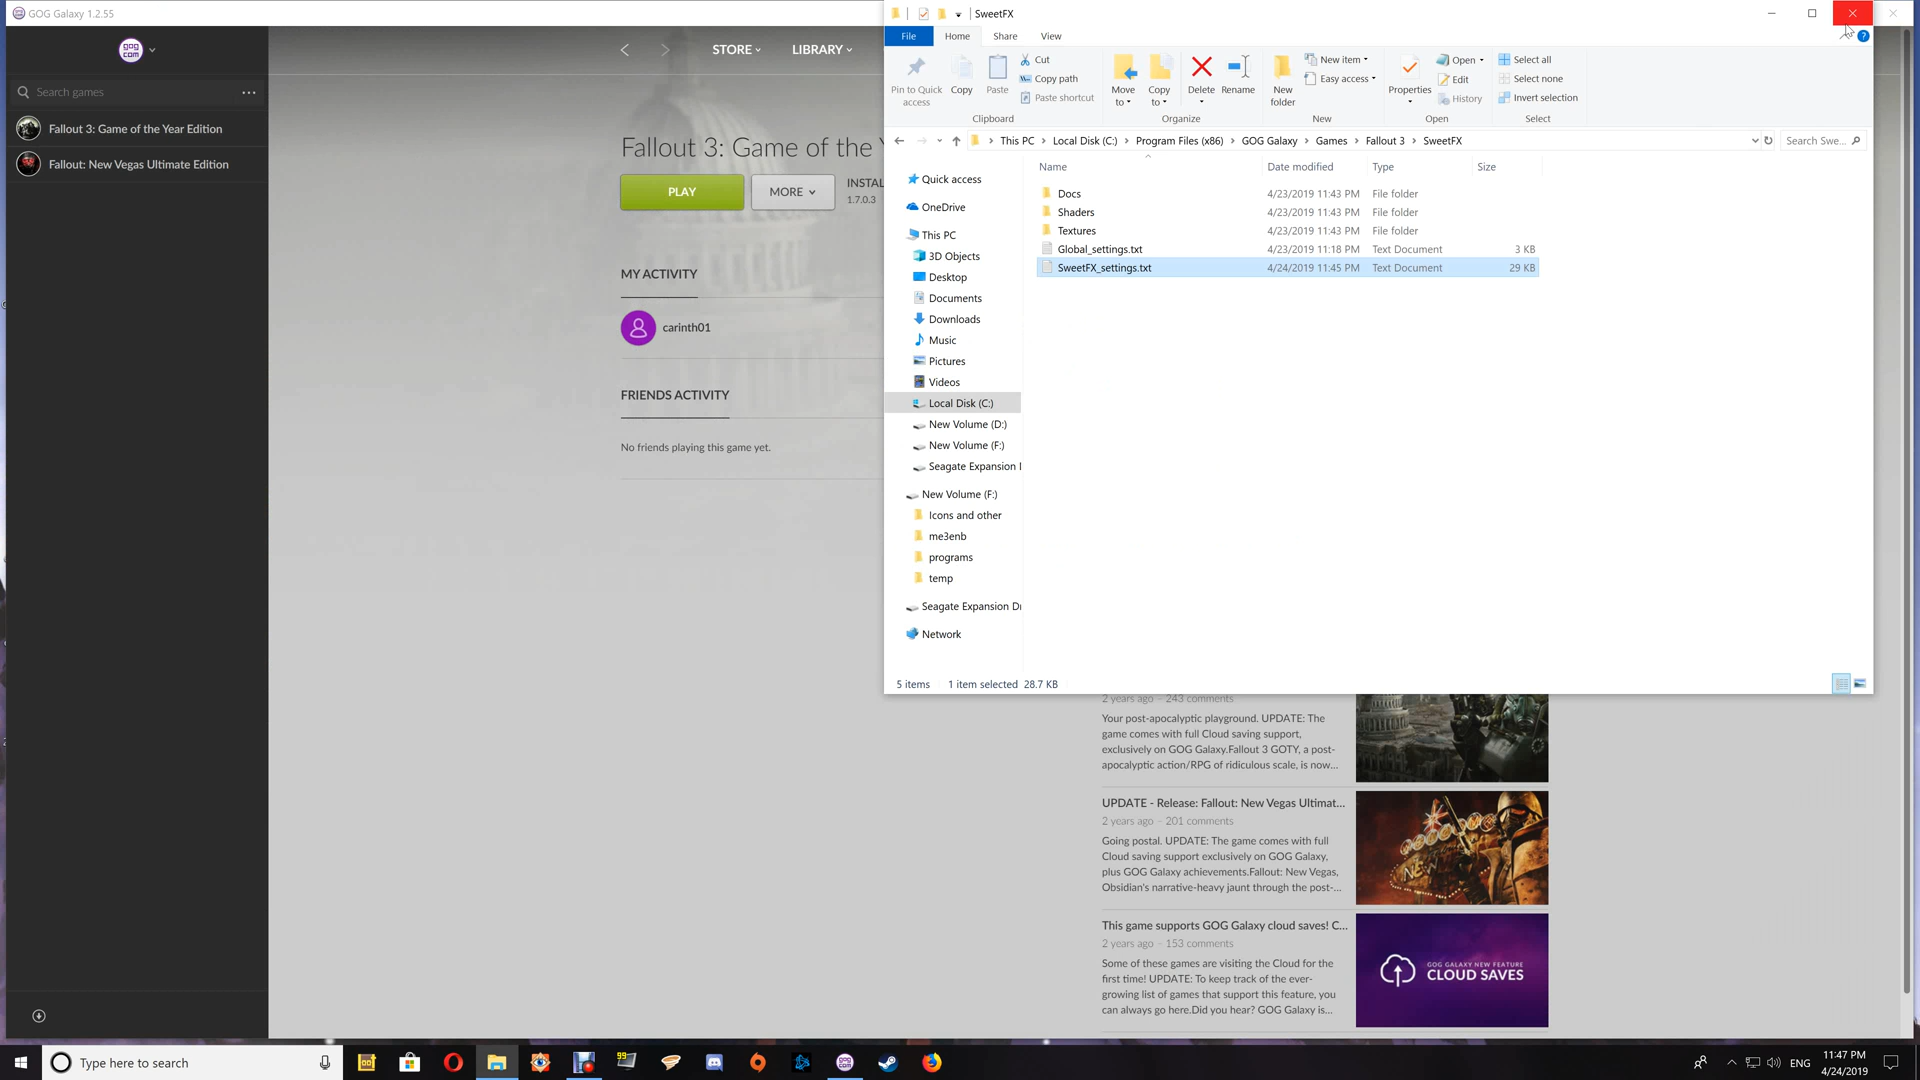 GOG Galaxy 1.2.55
gog com
Search games
Fallout 3: Game of the Year Edition
Fallout: New Vegas Ultimate Edition
STORE
LIBRARY
Fallout 3: Game of the
PLAY
MORE
INSTAL
1.7.0.3
MY ACTIVITY
carinth01
FRIENDS ACTIVITY
No friends playing this game yet.
SweetFX
File
Home
Share
View
Pin to Quick access
Copy
Paste
Cut
Copy path
Paste shortcut
Clipboard
Move to
Copy to
Delete
Rename
Organize
New folder
New item
Easy access
New
Properties
Open
Edit
History
Open
Select all
Select none
Invert selection
Select
This PC > Local Disk (C:) > Program Files (x86) > GOG Galaxy > Games > Fallout 3 > SweetFX
Search Swe...
Name Date modified Type Size
Docs 4/23/2019 11:43 PM File folder
Shaders 4/23/2019 11:43 PM File folder
Textures 4/23/2019 11:43 PM File folder
Global_settings.txt 4/23/2019 11:18 PM Text Document 3 KB
SweetFX_settings.txt 4/24/2019 11:45 PM Text Document 29 KB
Quick access
OneDrive
This PC
3D Objects
Desktop
Documents
Downloads
Music
Pictures
Videos
Local Disk (C:)
New Volume (D:)
New Volume (F:)
Seagate Expansion
New Volume (F:)
Icons and other
me3enb
programs
temp
Seagate Expansion Dr
Network
5 items 1 item selected 28.7 KB
2 years ago - 243 comments
Your post-apocalyptic playground. UPDATE: The
game comes with full Cloud saving support,
exclusively on GOG Galaxy.Fallout 3 GOTY, a post-
apocalyptic action/RPG of ridiculous scale, is now...
UPDATE - Release: Fallout: New Vegas Ultimat...
2 years ago - 201 comments
Going postal. UPDATE: The game comes with full
Cloud saving support exclusively on GOG Galaxy,
plus GOG Galaxy achievements.Fallout: New Vegas,
Obsidian's narrative-heavy jaunt through the post-...
This game supports GOG Galaxy cloud saves! C...
2 years ago - 153 comments
Some of these games are visiting the Cloud for the
first time! UPDATE: To keep track of the ever-
growing list of games that support this feature, you
can always go here.Did you hear? GOG Galaxy is...
GOG GALAXY NEW FEATURE
CLOUD SAVES
Type here to search
99
gog com
ENG
11:47 PM
4/24/2019